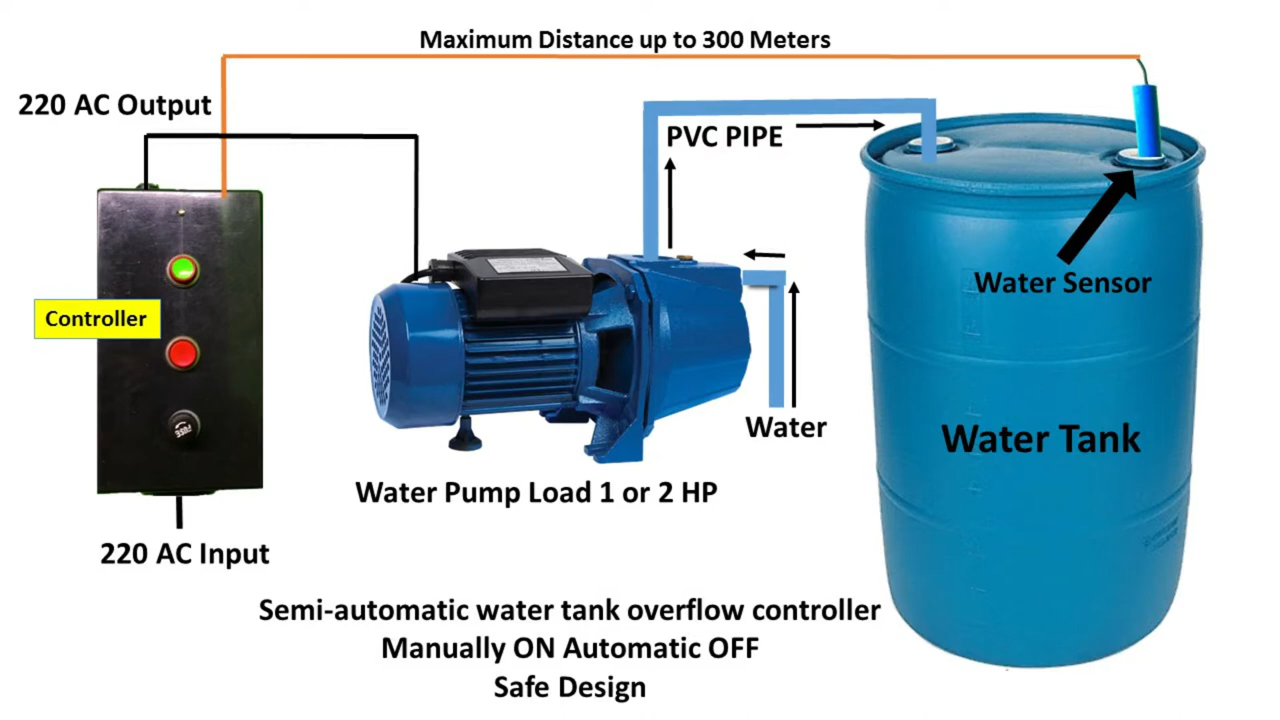 Maximum Distance up to 300 Meters
220 AC Output
PVC PIPE
Controller
Water Sensor
Water
Water Tank
Water Pump Load 1 or 2 HP
220 AC Input
Semi-automatic water tank overflow controller
Manually ON Automatic OFF
Safe Design